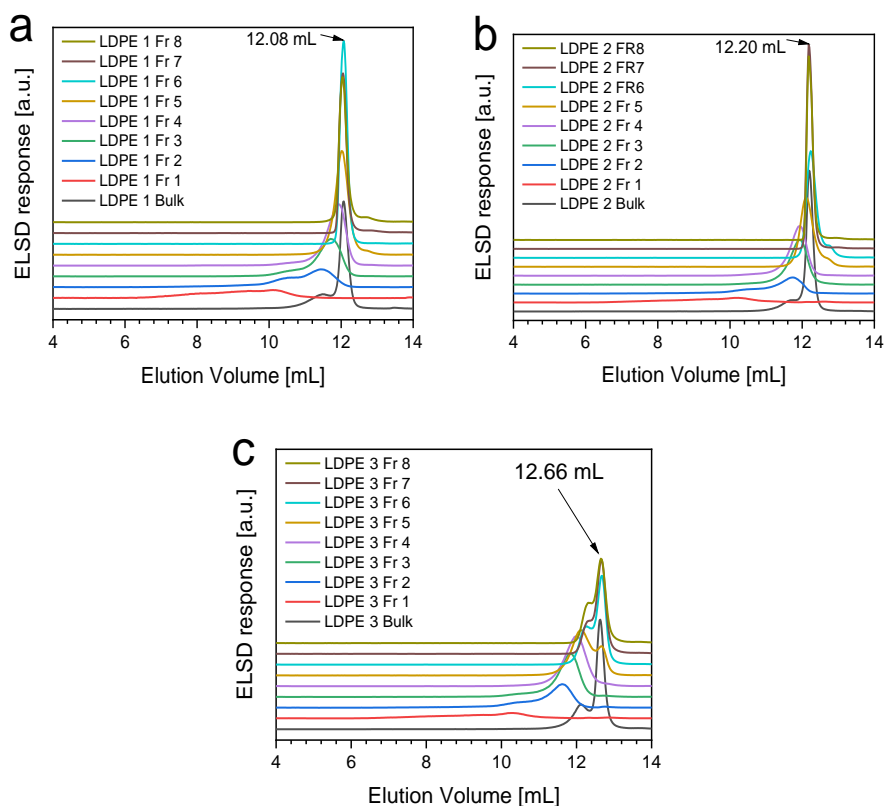 a
12.08 mL
LDPE 1 Fr 8
LDPE 1 Fr 7
LDPE 1 Fr 6
LDPE 1 Fr 5
LDPE 1 Fr 4
LDPE 1 Fr 3
LDPE 1 Fr 2
LDPE 1 Fr 1
LDPE 1 Bulk
ELSD response [a.u.]
4 6 8 10 12 14
Elution Volume [mL]
b
12.20 mL
LDPE 2 FR8
LDPE 2 FR7
LDPE 2 FR6
LDPE 2 Fr 5
LDPE 2 Fr 4
LDPE 2 Fr 3
LDPE 2 Fr 2
LDPE 2 Fr 1
LDPE 2 Bulk
ELSD response [a.u.]
4 6 8 10 12 14
Elution Volume [mL]
c
12.66 mL
LDPE 3 Fr 8
LDPE 3 Fr 7
LDPE 3 Fr 6
LDPE 3 Fr 5
LDPE 3 Fr 4
LDPE 3 Fr 3
LDPE 3 Fr 2
LDPE 3 Fr 1
LDPE 3 Bulk
ELSD response [a.u.]
4 6 8 10 12 14
Elution Volume [mL]